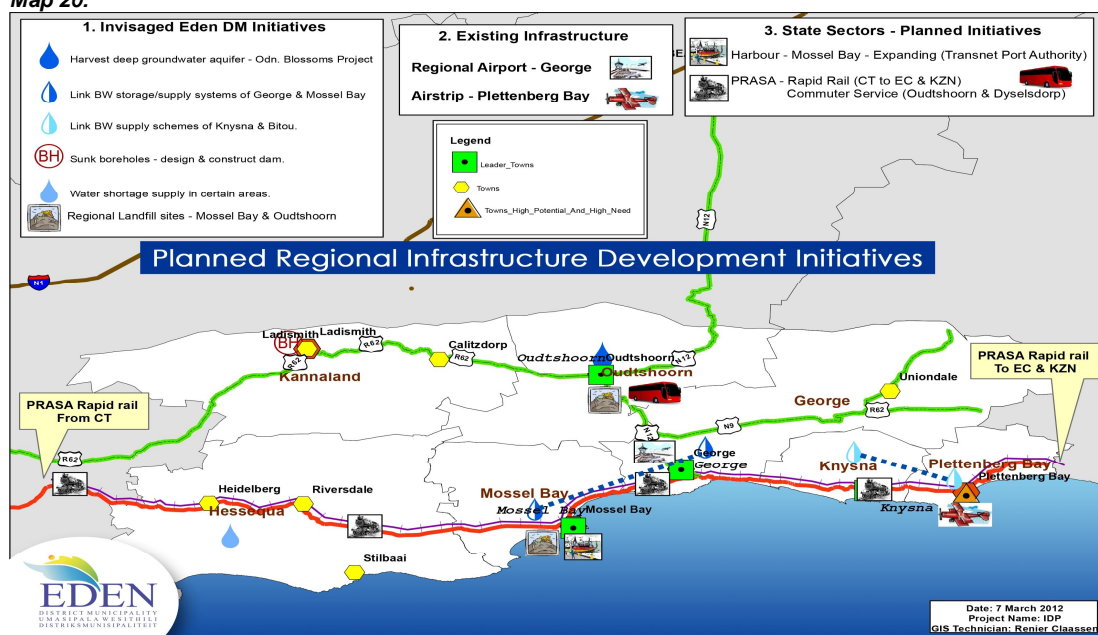 Map 20:
1. Invisaged Eden DM Initiatives
Harvest deep groundwater aquifer - Odn. Blossoms Project
Link BW storage/supply systems of George & Mossel Bay
Link BW supply schemes of Knysna & Bitou.
BH
Sunk boreholes - design & construct dam.
Water shortage supply in certain areas.
Regional Landfill sites - Mossel Bay & Oudtshoorn
2. Existing Infrastructure
Regional Airport - George
Airstrip - Plettenberg Bay
3. State Sectors - Planned Initiatives
Harbour - Mossel Bay - Expanding (Transnet Port Authority)
PRASA - Rapid Rail (CT to EC & KZN)
Commuter Service (Oudtshoorn & Dyselsdorp)
Legend
Leader_Towns
Towns
Towns_High_Potential_And_High_Need
N12
Planned Regional Infrastructure Development Initiatives
N1
Ladismith
Ladismith
BH
R62
R62
Kannaland
Calitzdorp
R62
Oudtshoorn
Oudtshoorn
N12
Oudtshoorn
PRASA Rapid rail
To EC & KZN
Uniondale
George
R62
PRASA Rapid rail
From CT
R62
N12
N9
George
George
Knysna
Plettenberg Bay
Plettenberg Bay
Knysna
Heidelberg
Riversdale
Hessequa
Mossel Bay
Mossel Bay
Mossel Bay
Stilbaai
EDEN
DISTRICT MUNICIPALITY
UMASIPALA WESITHILI
DISTRIKSMUNISIPALITEIT
Date: 7 March 2012
Project Name: IDP
GIS Technician: Renier Claassen